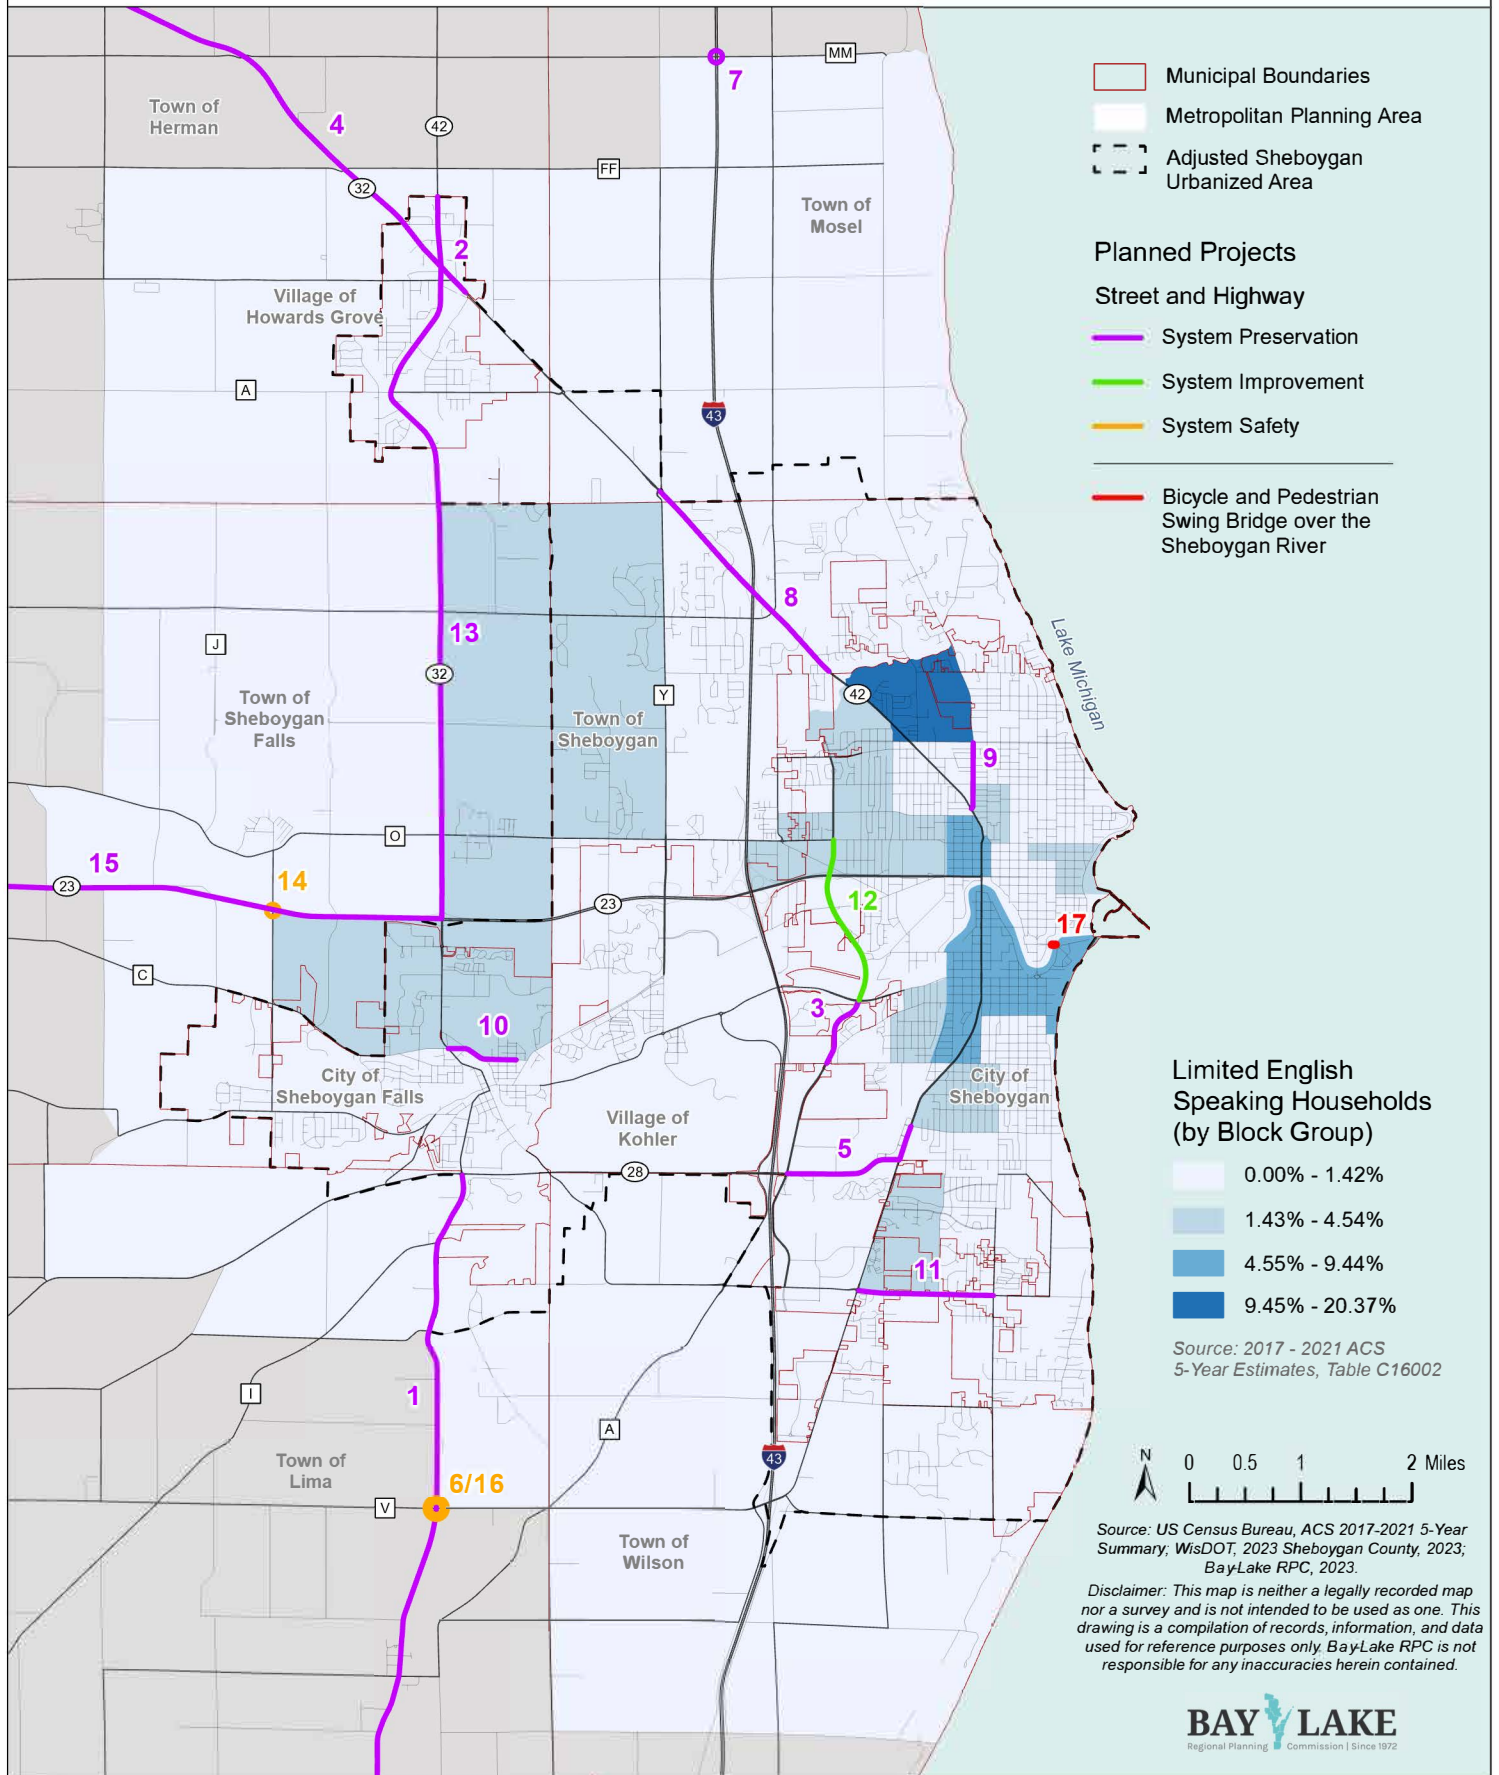 MM
7
Town of
Herman
4
42
FF
32
Town of
Mosel
2
Village of
Howards Grove
A
43
8
13
J
32
Town of
Sheboygan
Falls
Town of
Sheboygan
Y
42
Lake Michigan
9
O
15
23
14
23
12
17
C
3
10
City of
Sheboygan Falls
City of
Sheboygan
Village of
Kohler
5
28
11
1
I
A
43
Town of
Lima
6/16
V
Town of
Wilson
Municipal Boundaries
Metropolitan Planning Area
Adjusted Sheboygan
Urbanized Area
Planned Projects
Street and Highway
System Preservation
System Improvement
System Safety
Bicycle and Pedestrian
Swing Bridge over the
Sheboygan River
Limited English
Speaking Households
(by Block Group)
0.00% - 1.42%
1.43% - 4.54%
4.55% - 9.44%
9.45% - 20.37%
Source: 2017 - 2021 ACS
5-Year Estimates, Table C16002
N
0 0.5 1 2 Miles
Source: US Census Bureau, ACS 2017-2021 5-Year
Summary; WisDOT, 2023 Sheboygan County, 2023;
Bay-Lake RPC, 2023.
Disclaimer: This map is neither a legally recorded map
nor a survey and is not intended to be used as one. This
drawing is a compilation of records, information, and data
used for reference purposes only. Bay-Lake RPC is not
responsible for any inaccuracies herein contained.
BAY LAKE
Regional Planning Commission | Since 1972